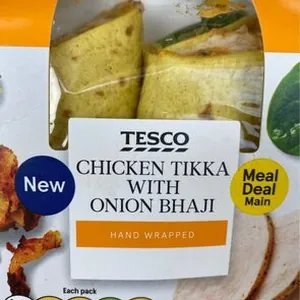 TESCO
CHICKEN TIKKA
WITH
ONION BHAJI
HAND WRAPPED
New
Meal
Deal
Main
Each pack